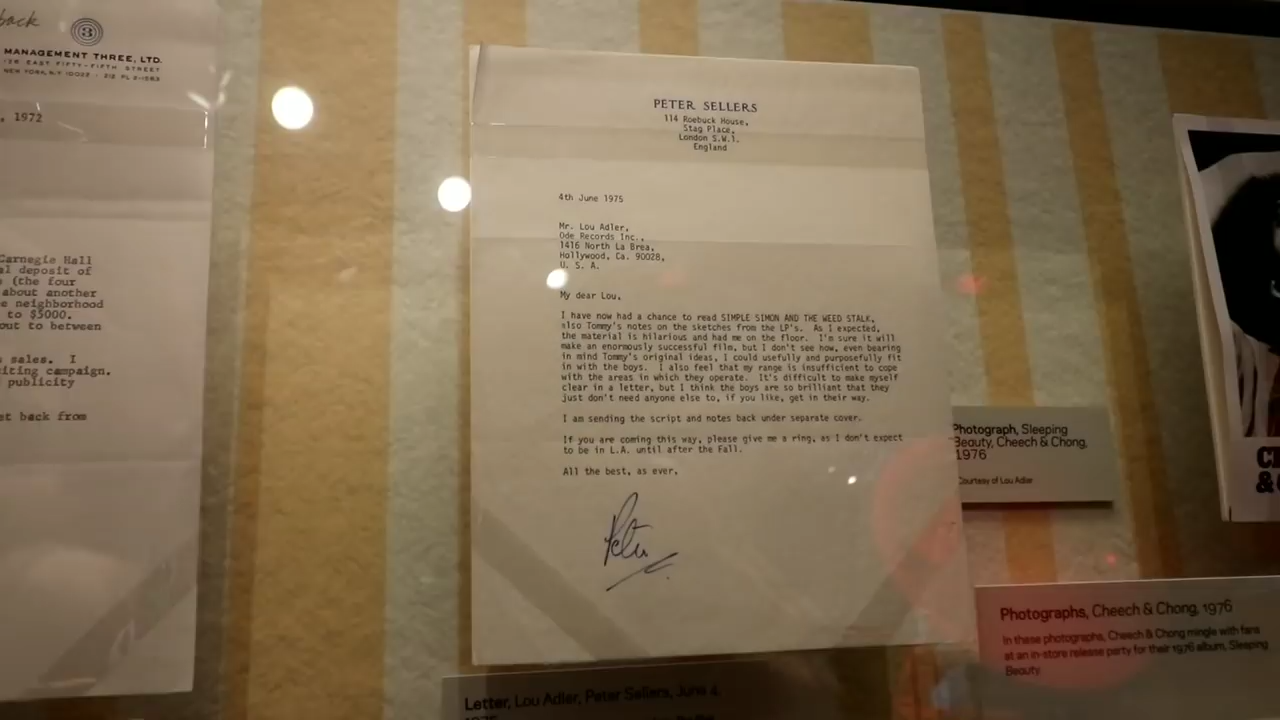 back
3
MANAGEMENT THREE, LTD.
EAST FIFTY-FIFTH STREET
NEW YORK, N.Y. 10022
, 1972
Carnegie Hall
al deposit of
(the four
about another
e neighborhood
to $5000.
out to between
sales. I
citing campaign.
publicity
et back from
PETER SELLERS
114 Roebuck House,
Stag Place,
London S.W.1.
England
4th June 1975
Mr. Lou Adler,
Ode Records Inc.,
1416 North La Brea,
Hollywood, Ca. 90028,
U. S. A.
My dear Lou,
I have now had a chance to read SIMPLE SIMON AND THE WEED STALK,
also Tommy's notes on the sketches from the LP's. As I expected,
the material is hilarious and had me on the floor. I'm sure it will
make an enormously successful film, but I don't see how, even bearing
in mind Tommy's original ideas, I could usefully and purposefully fit
in with the boys. I also feel that my range is insufficient to cope
with the areas in which they operate. It's difficult to make myself
clear in a letter, but I think the boys are so brilliant that they
just don't need anyone else to, if you like, get in their way.
I am sending the script and notes back under separate cover.
If you are coming this way, please give me a ring, as I don't expect
to be in L.A. until after the Fall.
All the best, as ever,
Peter
Letter, Lou Adler, Peter Sellers, June 4,
1975
Photograph, Sleeping
Beauty, Cheech & Chong,
1976
Courtesy of Lou Adler
Photographs, Cheech & Chong, 1976
In these photographs, Cheech & Chong mingle with fans
at an in-store release party for their 1976 album, Sleeping
Beauty.
C
&